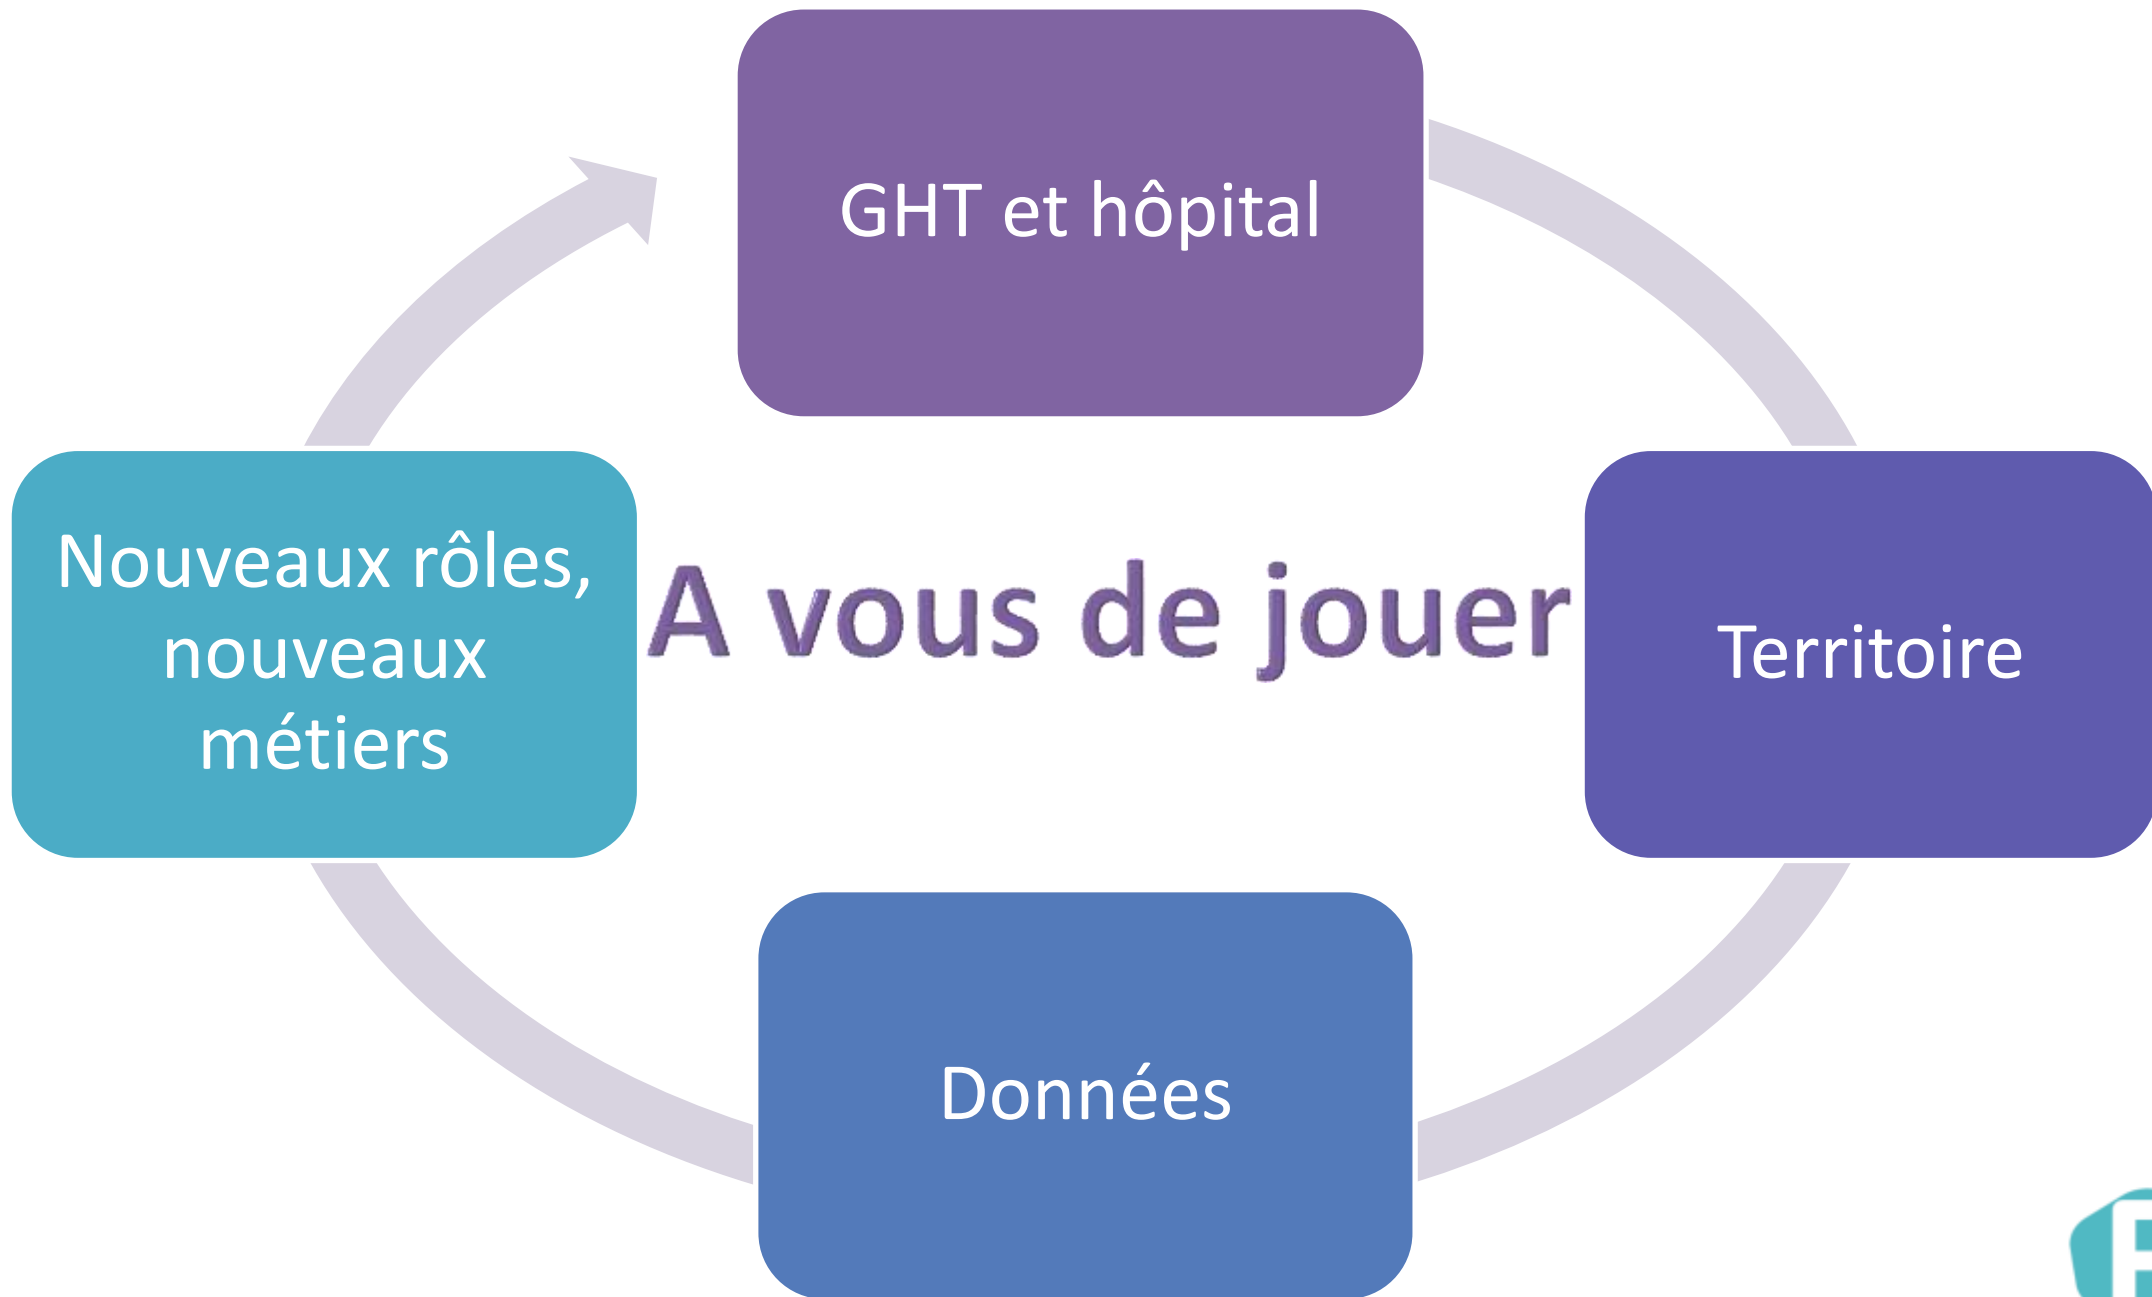 GHT et hôpital
Nouveaux rôles,
nouveaux
métiers
A vous de jouer
Territoire
Données